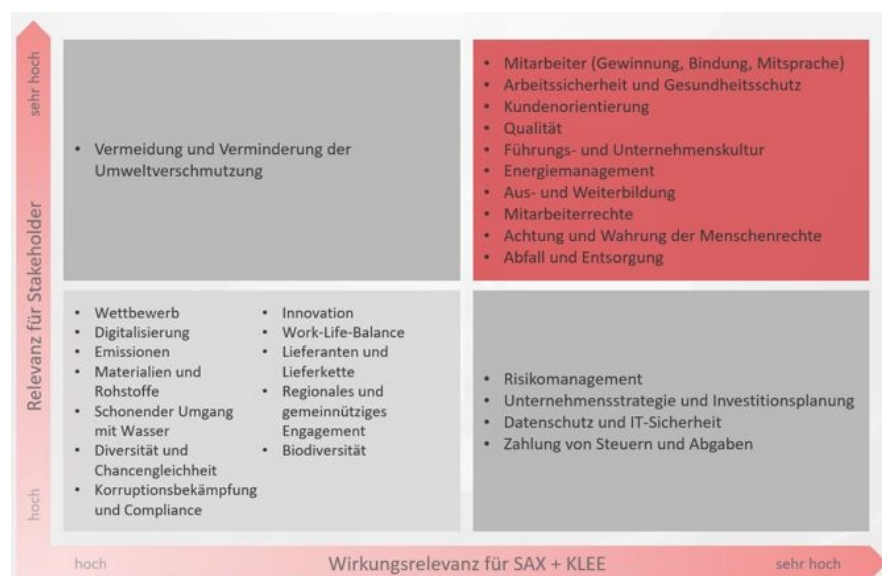 sehr hoch
Relevanz für Stakeholder
hoch
• Vermeidung und Verminderung der
Umweltverschmutzung
• Mitarbeiter (Gewinnung, Bindung, Mitsprache)
• Arbeitssicherheit und Gesundheitsschutz
• Kundenorientierung
• Qualität
• Führungs- und Unternehmenskultur
• Energiemanagement
• Aus- und Weiterbildung
• Mitarbeiterrechte
• Achtung und Wahrung der Menschenrechte
• Abfall und Entsorgung
• Wettbewerb
• Digitalisierung
• Emissionen
• Materialien und
Rohstoffe
• Schonender Umgang
mit Wasser
• Diversität und
Chancengleichheit
• Korruptionsbekämpfung
und Compliance
• Innovation
• Work-Life-Balance
• Lieferanten und
Lieferkette
• Regionales und
gemeinnütziges
Engagement
• Biodiversität
• Risikomanagement
• Unternehmensstrategie und Investitionsplanung
• Datenschutz und IT-Sicherheit
• Zahlung von Steuern und Abgaben
hoch
Wirkungsrelevanz für SAX + KLEE
sehr hoch